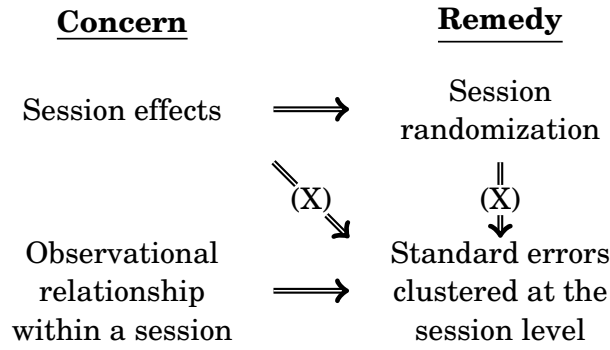 Concern
Remedy
Session effects
Session
randomization
(X)
(X)
Observational
relationship
within a session
Standard errors
clustered at the
session level